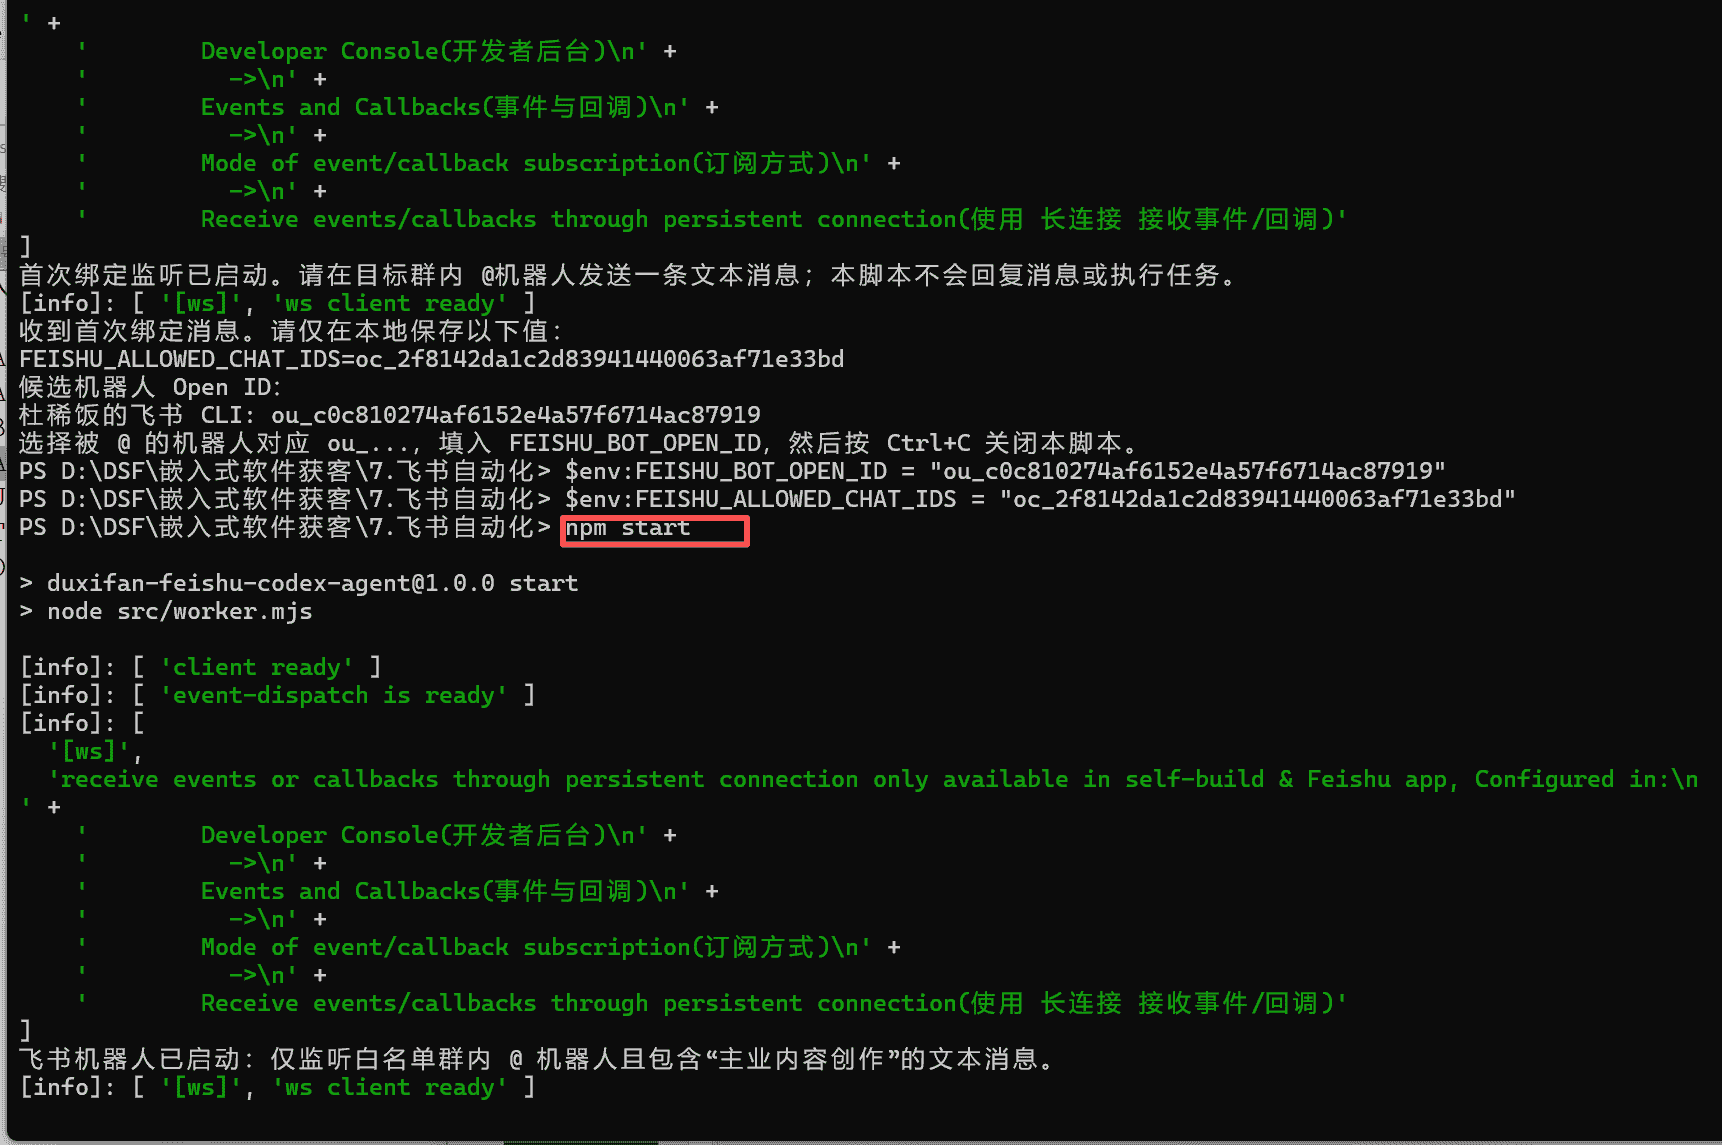 ' +
'        Developer Console(开发者后台)\n' +
'          ->\n' +
'        Events and Callbacks(事件与回调)\n' +
'          ->\n' +
'        Mode of event/callback subscription(订阅方式)\n' +
'          ->\n' +
'        Receive events/callbacks through persistent connection(使用 长连接 接收事件/回调)'
]
首次绑定监听已启动。请在目标群内 @机器人发送一条文本消息；本脚本不会回复消息或执行任务。
[info]: [ '[ws]', 'ws client ready' ]
收到首次绑定消息。请仅在本地保存以下值：
FEISHU_ALLOWED_CHAT_IDS=oc_2f8142da1c2d83941440063af71e33bd
候选机器人 Open ID：
杜稀饭的飞书 CLI: ou_c0c810274af6152e4a57f6714ac87919
选择被 @ 的机器人对应 ou_...，填入 FEISHU_BOT_OPEN_ID，然后按 Ctrl+C 关闭本脚本。
PS D:\DSF\嵌入式软件获客\7.飞书自动化> $env:FEISHU_BOT_OPEN_ID = "ou_c0c810274af6152e4a57f6714ac87919"
PS D:\DSF\嵌入式软件获客\7.飞书自动化> $env:FEISHU_ALLOWED_CHAT_IDS = "oc_2f8142da1c2d83941440063af71e33bd"
PS D:\DSF\嵌入式软件获客\7.飞书自动化> npm start
> duxifan-feishu-codex-agent@1.0.0 start
> node src/worker.mjs
[info]: [ 'client ready' ]
[info]: [ 'event-dispatch is ready' ]
[info]: [
'[ws]',
'receive events or callbacks through persistent connection only available in self-build & Feishu app, Configured in:\n
' +
'        Developer Console(开发者后台)\n' +
'          ->\n' +
'        Events and Callbacks(事件与回调)\n' +
'          ->\n' +
'        Mode of event/callback subscription(订阅方式)\n' +
'          ->\n' +
'        Receive events/callbacks through persistent connection(使用 长连接 接收事件/回调)'
]
飞书机器人已启动：仅监听白名单群内 @ 机器人且包含“主业内容创作”的文本消息。
[info]: [ '[ws]', 'ws client ready' ]